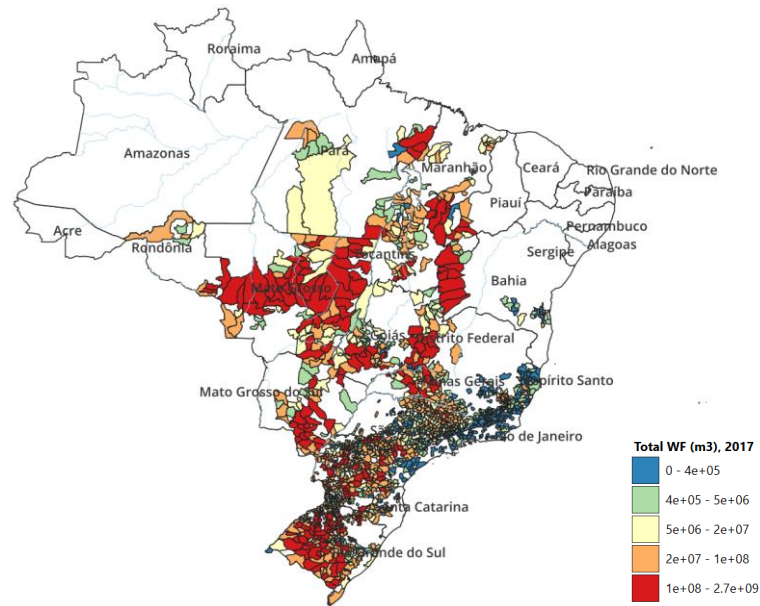 Roraima
Amapá
Amazonas
Pará
Maranhão
Ceará
Rio Grande do Norte
Paraíba
Acre
Rondônia
Piauí
Pernambuco
Alagoas
Tocantins
Sergipe
Bahia
Mato Grosso
Goiás
Distrito Federal
Mato Grosso do Sul
Minas Gerais
Espírito Santo
de Janeiro
Catarina
Grande do Sul
Total WF (m3), 2017
0 - 4e+05
4e+05 - 5e+06
5e+06 - 2e+07
2e+07 - 1e+08
1e+08 - 2.7e+09